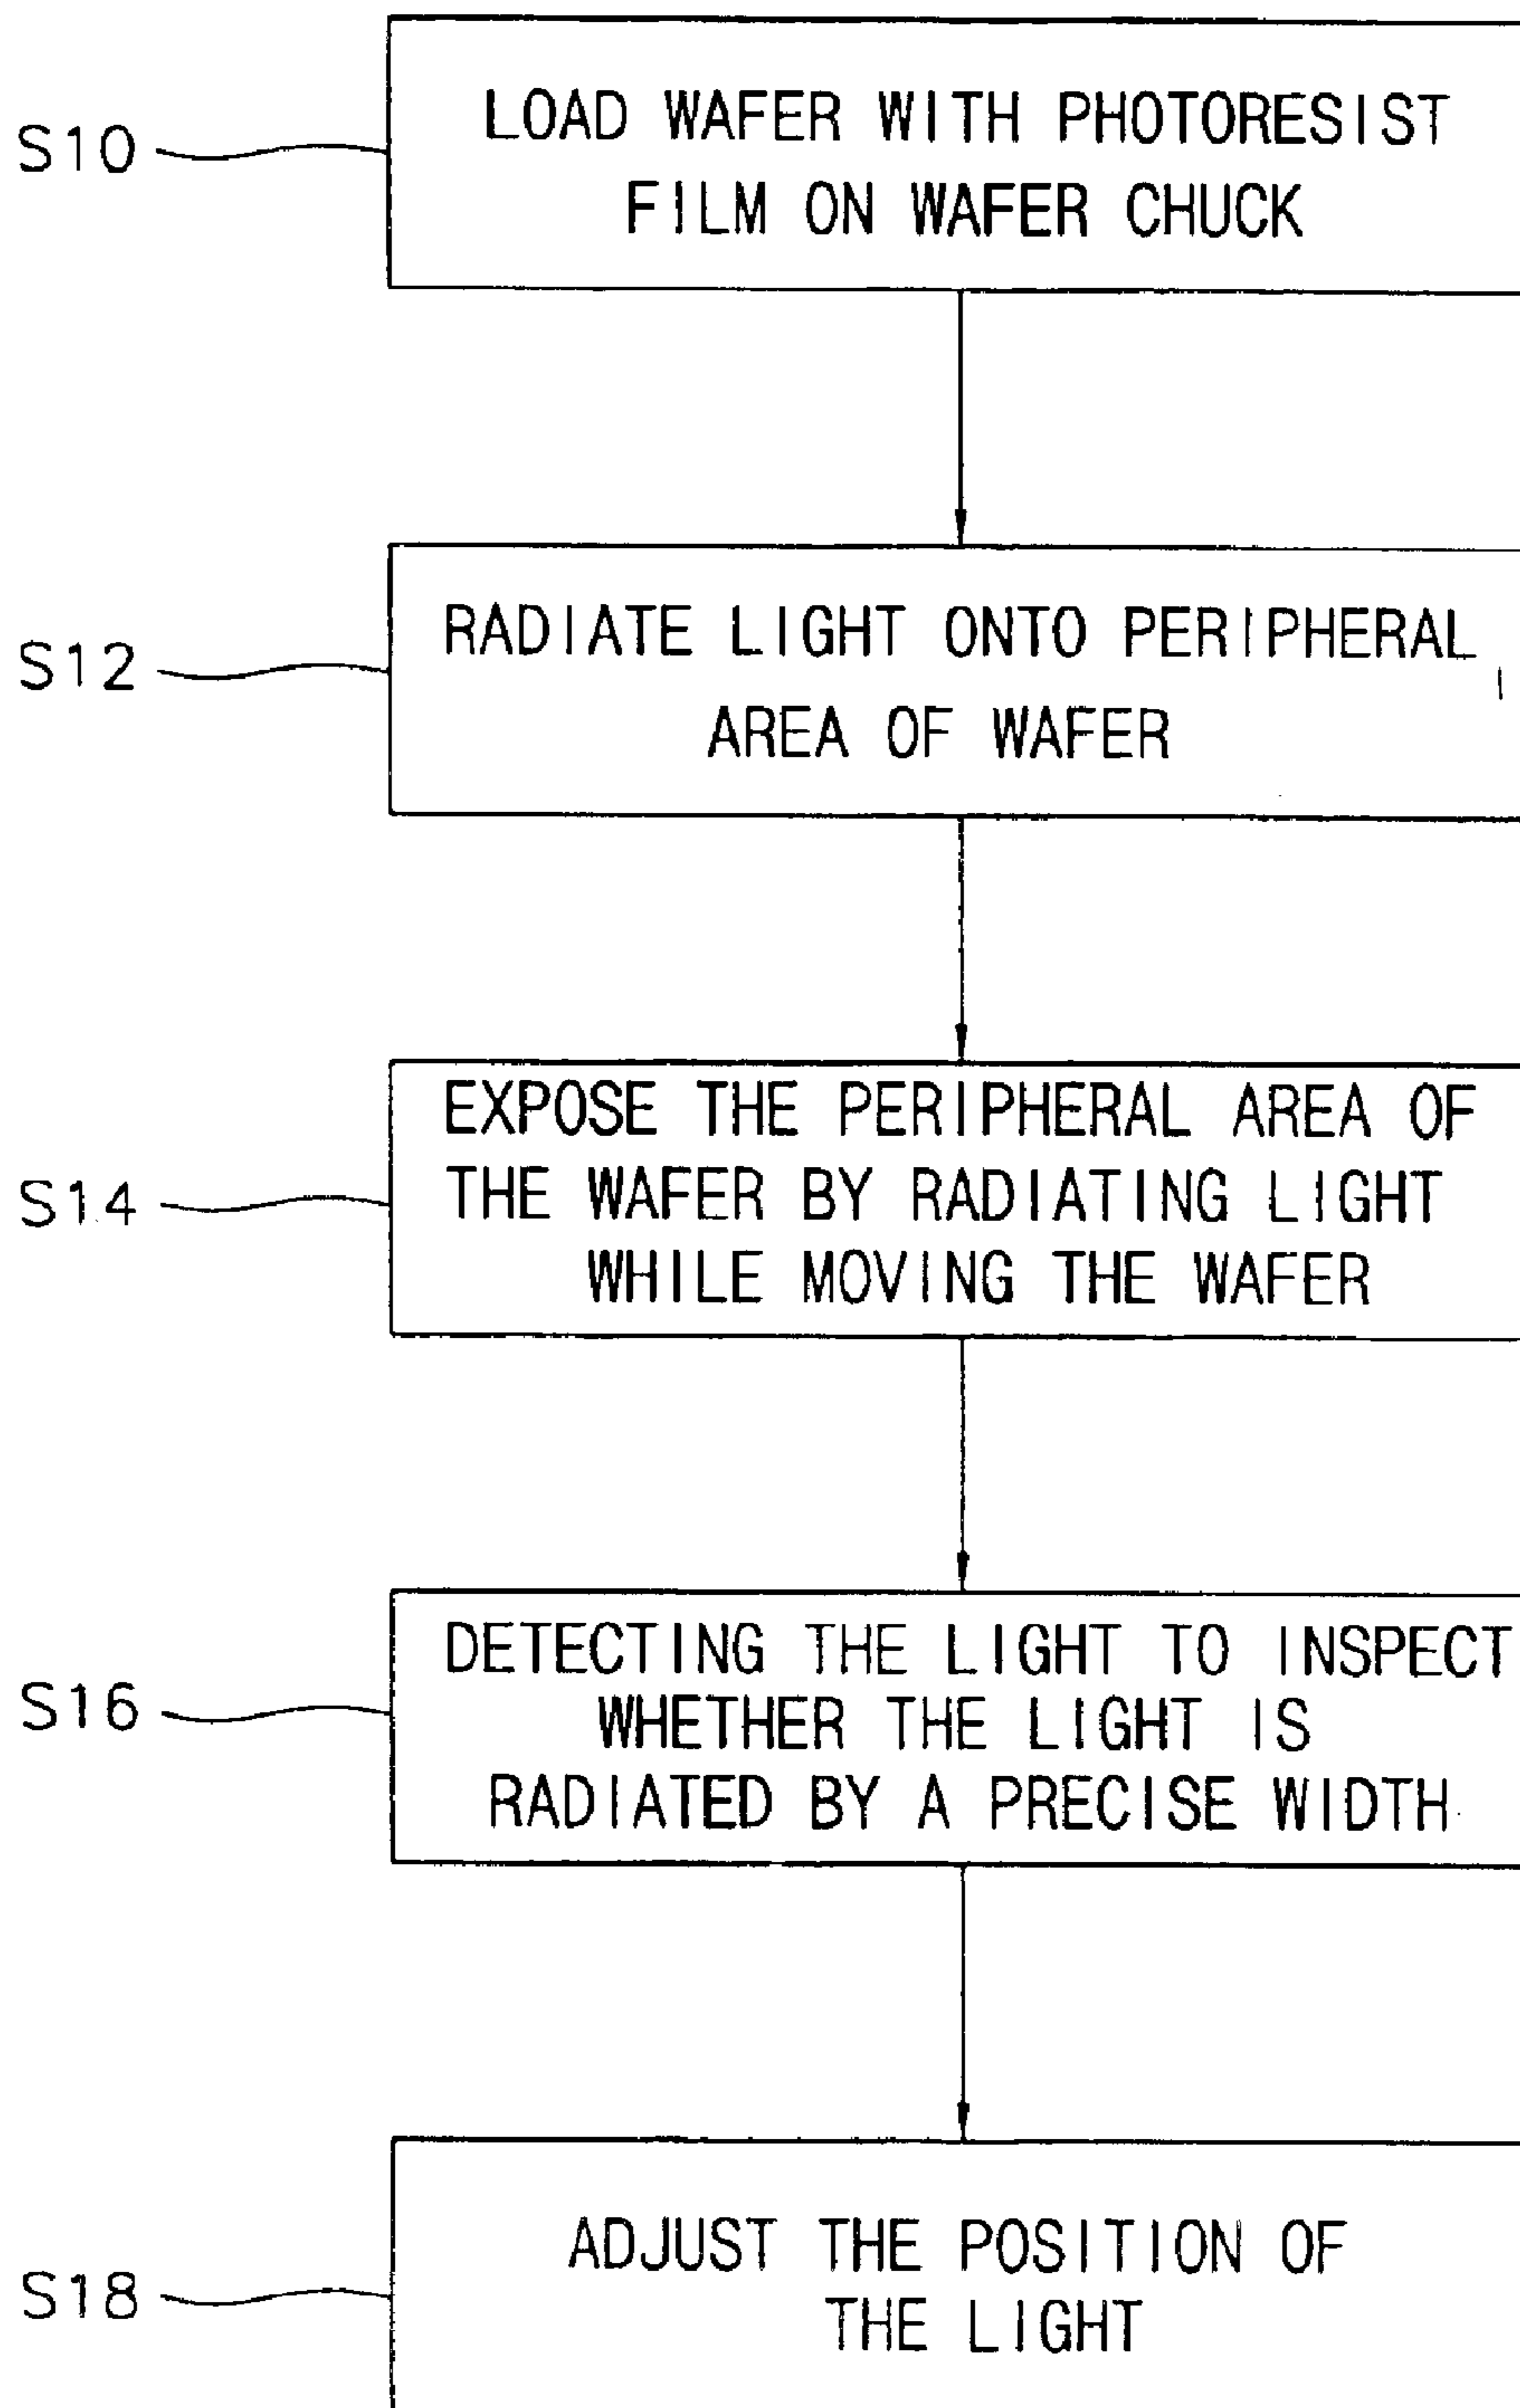 S10
LOAD WAFER WITH PHOTORESIST
FILM ON WAFER CHUCK
S12
RADIATE LIGHT ONTO PERIPHERAL
AREA OF WAFER
S14
EXPOSE THE PERIPHERAL AREA OF
THE WAFER BY RADIATING LIGHT
WHILE MOVING THE WAFER
S16
DETECTING THE LIGHT TO INSPECT
WHETHER THE LIGHT IS
RADIATED BY A PRECISE WIDTH
S18
ADJUST THE POSITION OF
THE LIGHT